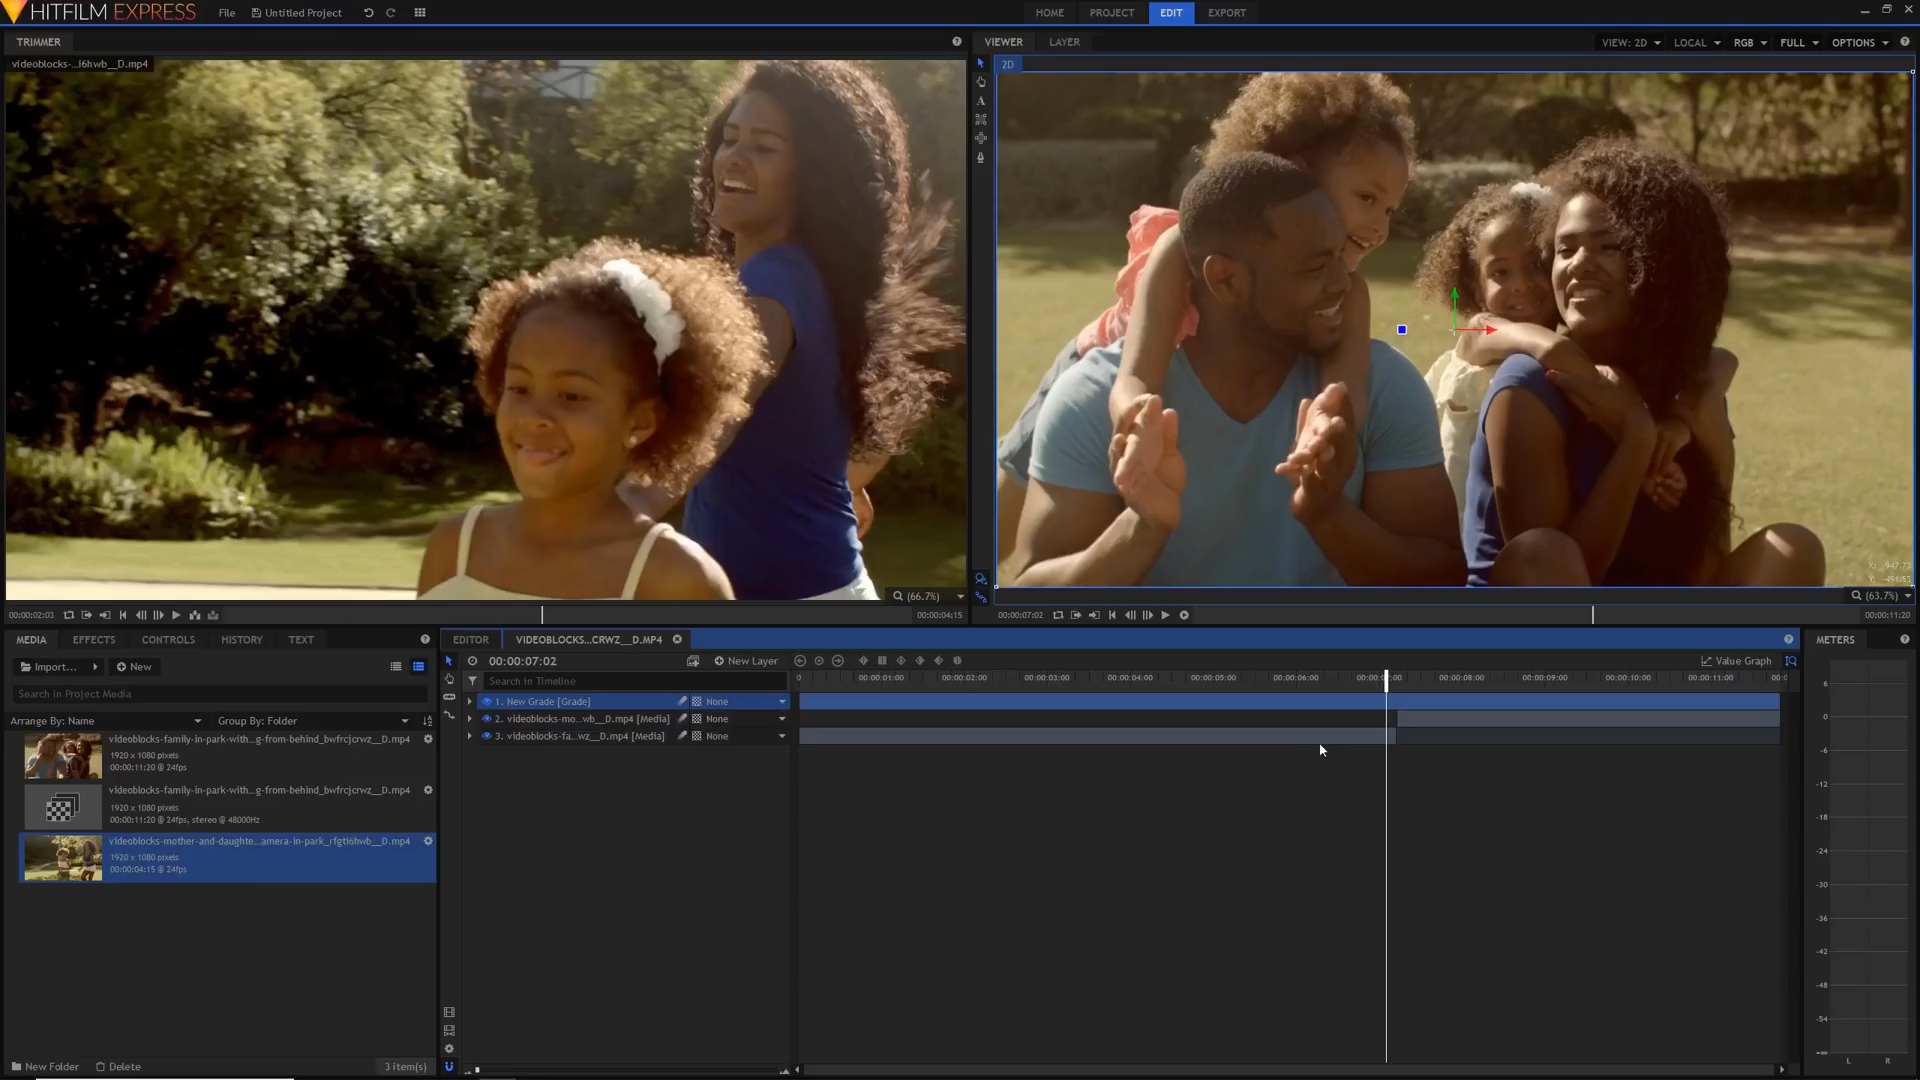 HITFILM EXPRESS File Untitled Project HOME PROJECT EDIT EXPORT
TRIMMER
videoblocks-...i6hwb__D.mp4
VIEWER LAYER VIEW: 2D LOCAL RGB FULL OPTIONS
2D
A
X: -947.73
(66.7%)
(63.7%)
00:00:02:03 00:00:04:15
00:00:07:02 00:00:11:20
MEDIA EFFECTS CONTROLS HISTORY TEXT
Import... New
Search in Project Media
Arrange By: Name Group By: Folder
videoblocks-family-in-park-with...g-from-behind_bwfrcjcrwz__D.mp4
1920 x 1080 pixels
00:00:11:20 @ 24fps
videoblocks-family-in-park-with...g-from-behind_bwfrcjcrwz__D.mp4
1920 x 1080 pixels
00:00:11:20 @ 24fps, stereo @ 48000Hz
videoblocks-mother-and-daughte...amera-in-park_rfgti6hwb__D.mp4
1920 x 1080 pixels
00:00:04:15 @ 24fps
New Folder Delete 3 item(s)
EDITOR VIDEOBLOCKS...CRWZ__D.MP4
00:00:07:02 New Layer Value Graph
Search in Timeline
0 00:00:01:00 00:00:02:00 00:00:03:00 00:00:04:00 00:00:05:00 00:00:06:00 00:00:08:00 00:00:09:00 00:00:10:00 00:00:11:00
1. New Grade [Grade] None
2. videoblocks-mo...wb__D.mp4 [Media] None
3. videoblocks-fa...wz__D.mp4 [Media] None
METERS
6
0
-6
-12
-18
-24
-30
-36
-42
-48
-54
-∞
L R